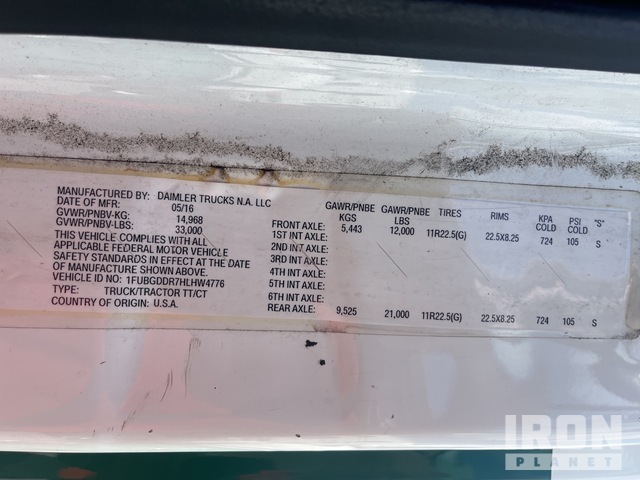 MANUFACTURED BY: DAIMLER TRUCKS N.A. LLC
DATE OF MFR: 05/16
GVWR/PNBV-KG: 14,968
GVWR/PNBV-LBS: 33,000
THIS VEHICLE COMPLIES WITH ALL
APPLICABLE FEDERAL MOTOR VEHICLE
SAFETY STANDARDS IN EFFECT AT THE DATE
OF MANUFACTURE SHOWN ABOVE.
VEHICLE ID NO.: 1FUBGDDR7HLHW4776
TYPE: TRUCK/TRACTOR TT/CT
COUNTRY OF ORIGIN: U.S.A.
GAWR/PNBE GAWR/PNBE TIRES RIMS KPA PSI "S"
KGS LBS COLD COLD
FRONT AXLE: 5,443 12,000 11R22.5(G) 22.5X8.25 724 105 S
1ST INT AXLE:
2ND INT AXLE:
3RD INT AXLE:
4TH INT AXLE:
5TH INT AXLE:
6TH INT AXLE:
REAR AXLE: 9,525 21,000 11R22.5(G) 22.5X8.25 724 105 S
IRON
PLANET